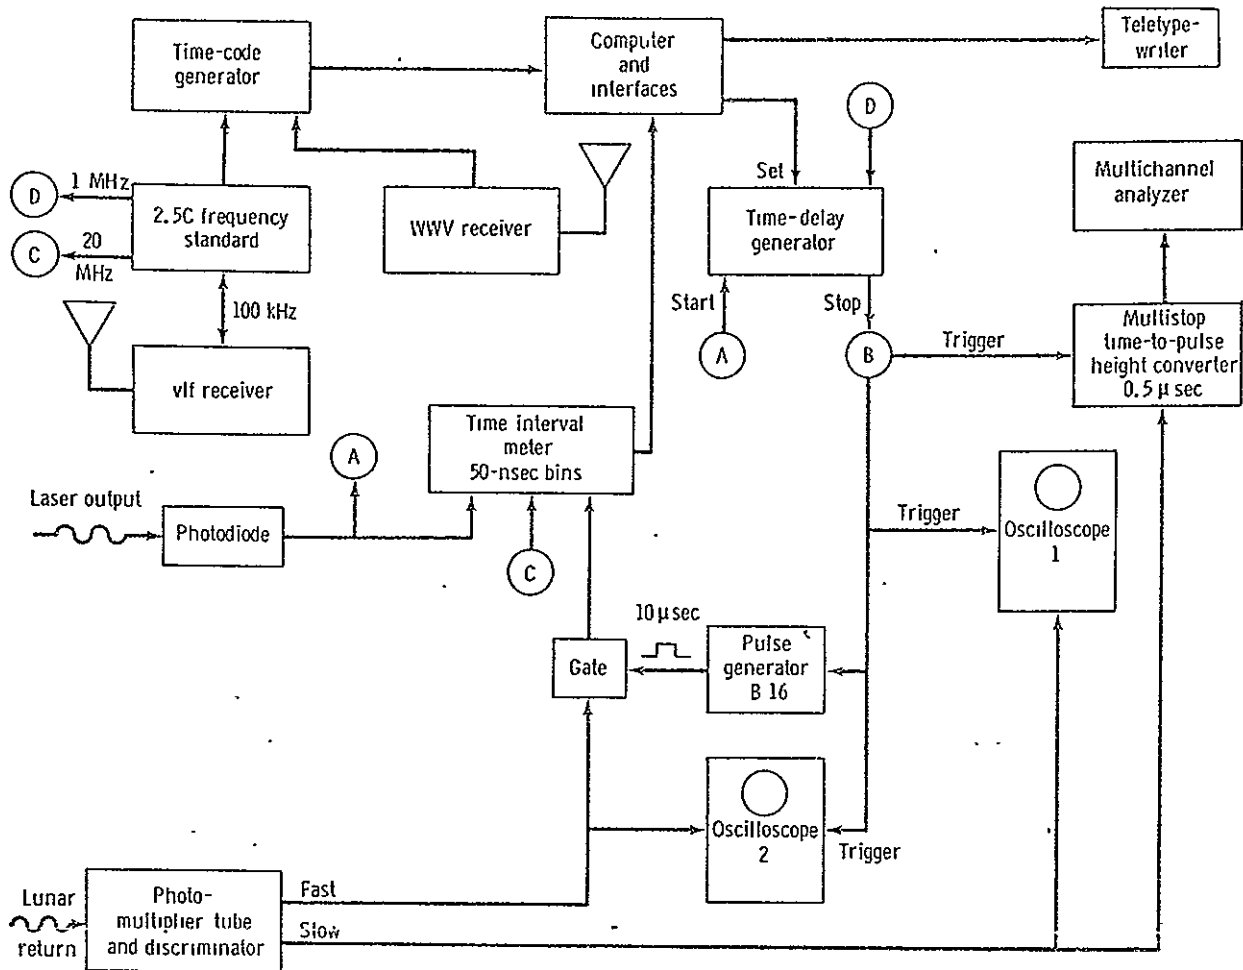 Time-code
generator
Computer
and
interfaces
Teletype-
writer
D
Set
Multichannel
analyzer
D
1 MHz
C
20
MHz
2.5C frequency
standard
WWV receiver
Time-delay
generator
100 kHz
Start
Stop
A
B
Trigger
Multistop
time-to-pulse
height converter
0.5 μ sec
vlf receiver
Time interval
meter
50-nsec bins
A
Laser output
Photodiode
C
Trigger
Oscilloscope
1
10 μ sec
Gate
Pulse
generator
B 16
Oscilloscope
2
Trigger
Lunar
return
Photo-
multiplier tube
and discriminator
Fast
Slow